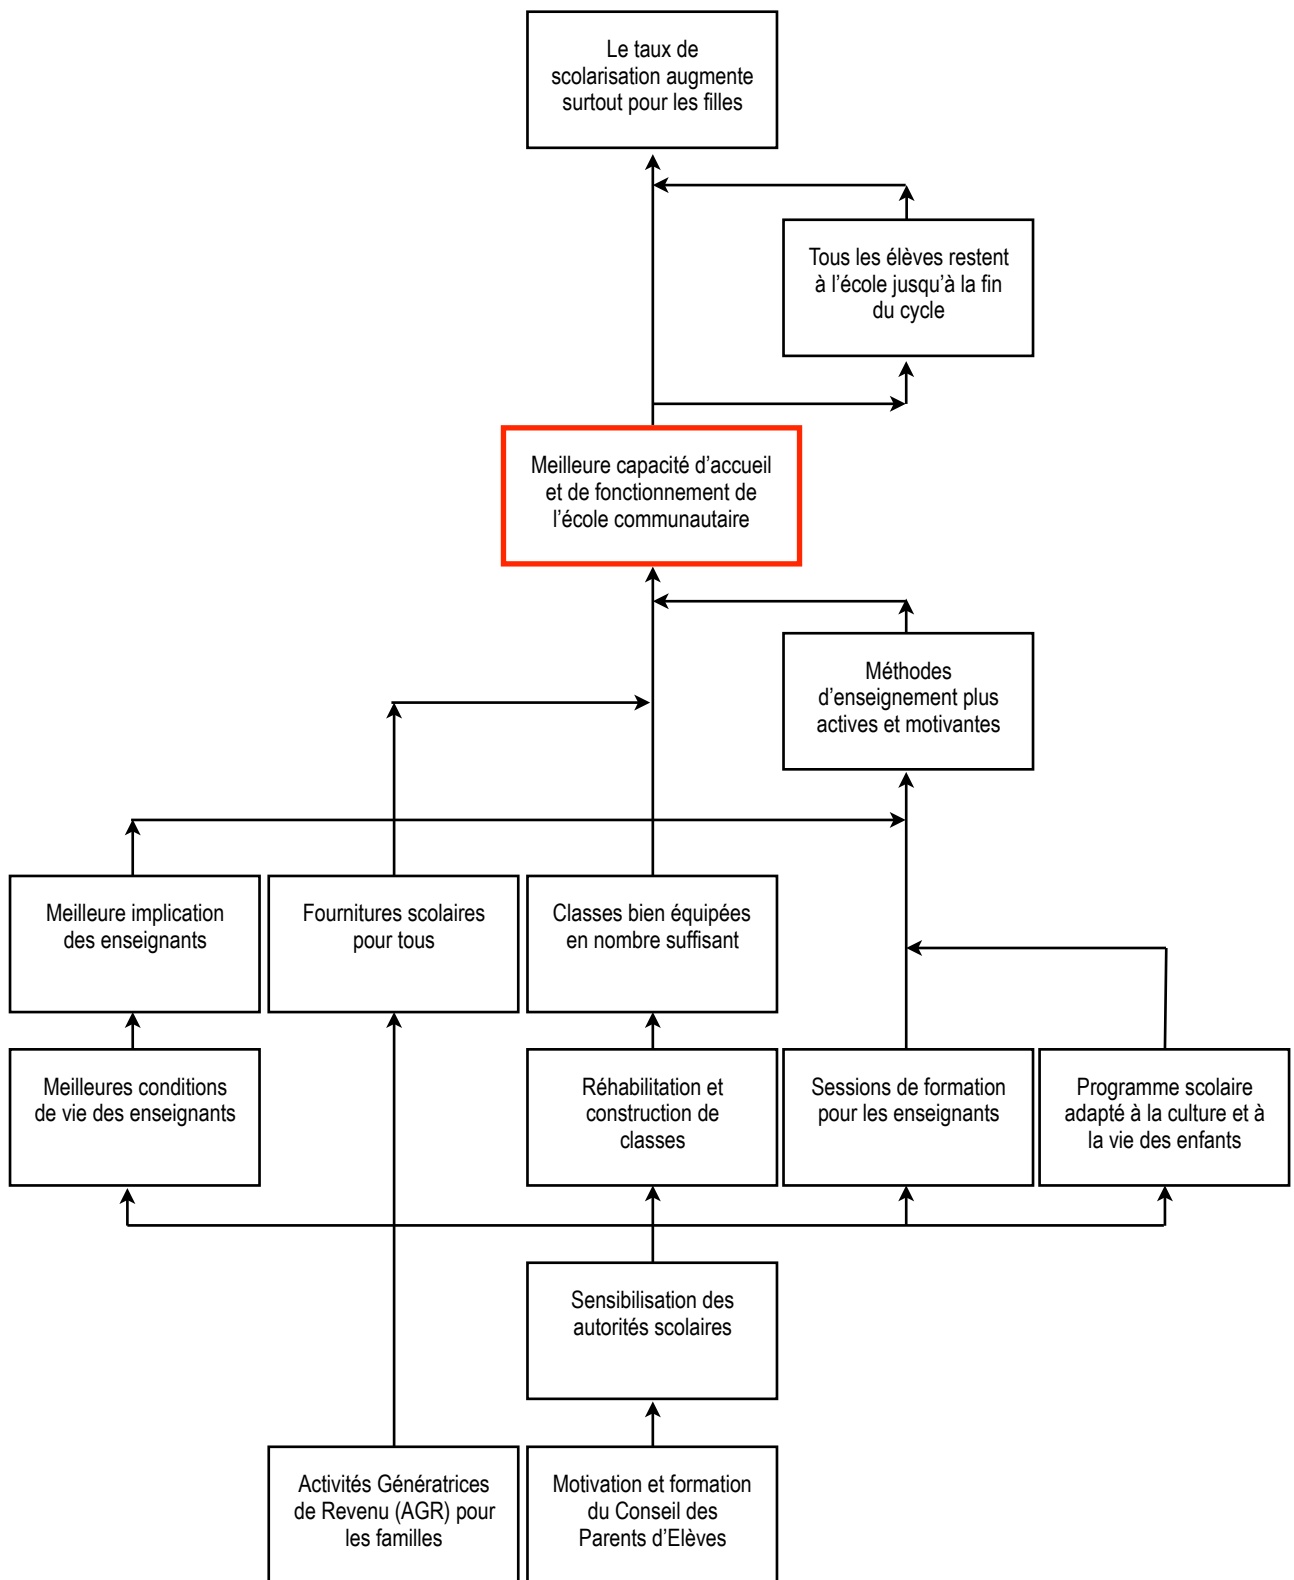 Le taux de
scolarisation augmente
surtout pour les filles
Tous les élèves restent
à l’école jusqu’à la fin
du cycle
Meilleure capacité d’accueil
et de fonctionnement de
l’école communautaire
Méthodes
d’enseignement plus
actives et motivantes
Meilleure implication
des enseignants
Fournitures scolaires
pour tous
Classes bien équipées
en nombre suffisant
Meilleures conditions
de vie des enseignants
Réhabilitation et
construction de
classes
Sessions de formation
pour les enseignants
Programme scolaire
adapté à la culture et à
la vie des enfants
Sensibilisation des
autorités scolaires
Activités Génératrices
de Revenu (AGR) pour
les familles
Motivation et formation
du Conseil des
Parents d’Elèves